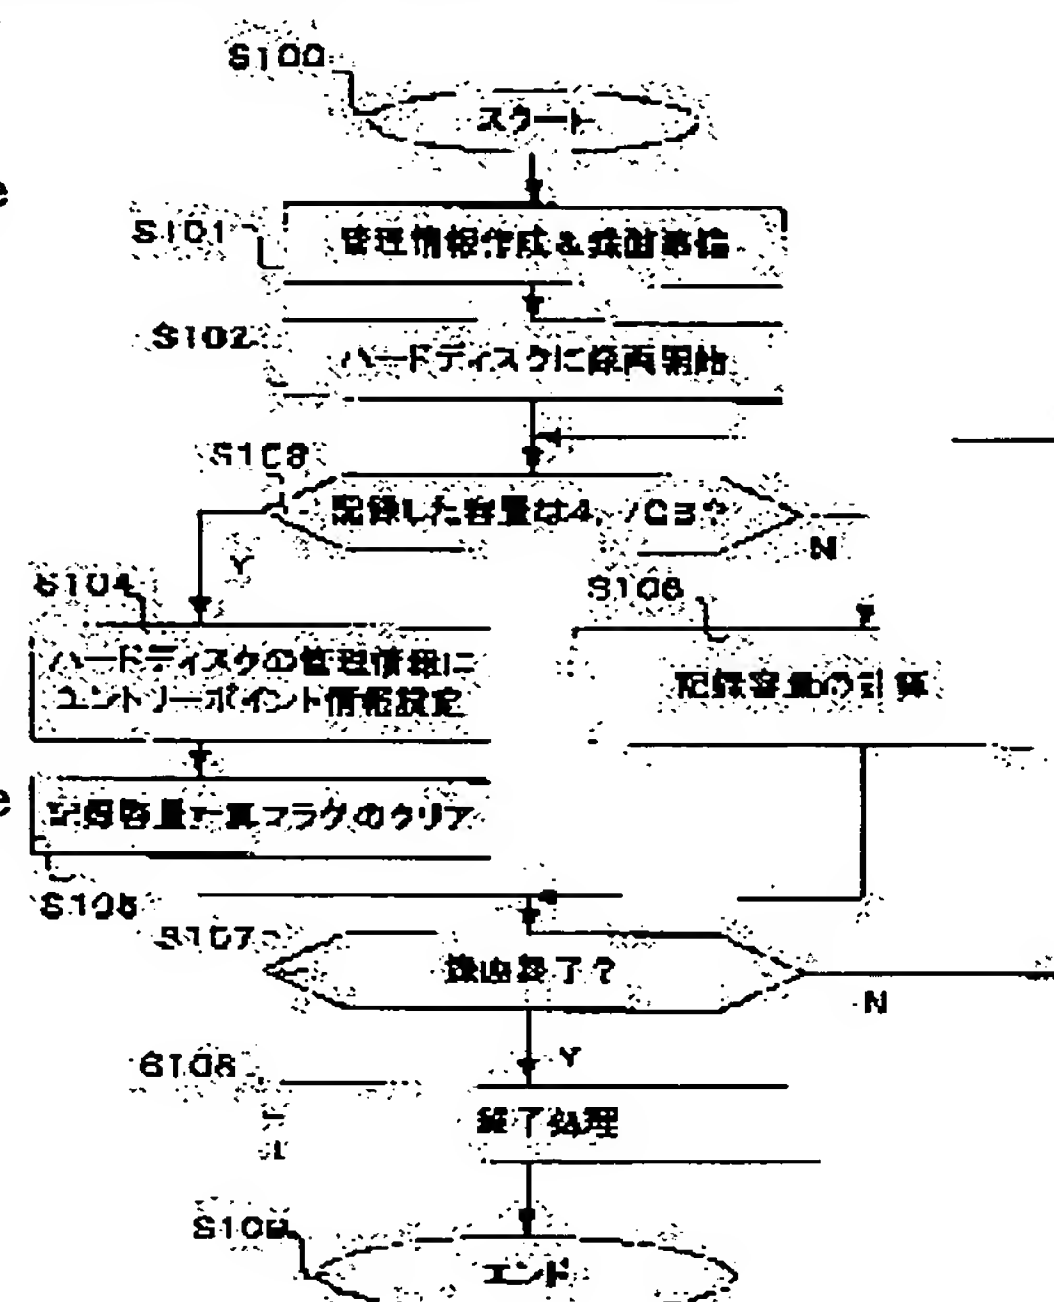 S100
スタート
S101
管理情報作成&録画準備
S102
ハードディスクに録画開始
S103
記録した容量は4.7GB?
Y
N
S104
S106
ハードディスクの管理情報に
エントリーポイント情報設定
記録容量の計算
記録容量計算フラグのクリア
S105
S107
録画終了?
N
Y
S108
終了処理
S109
エンド
e
e